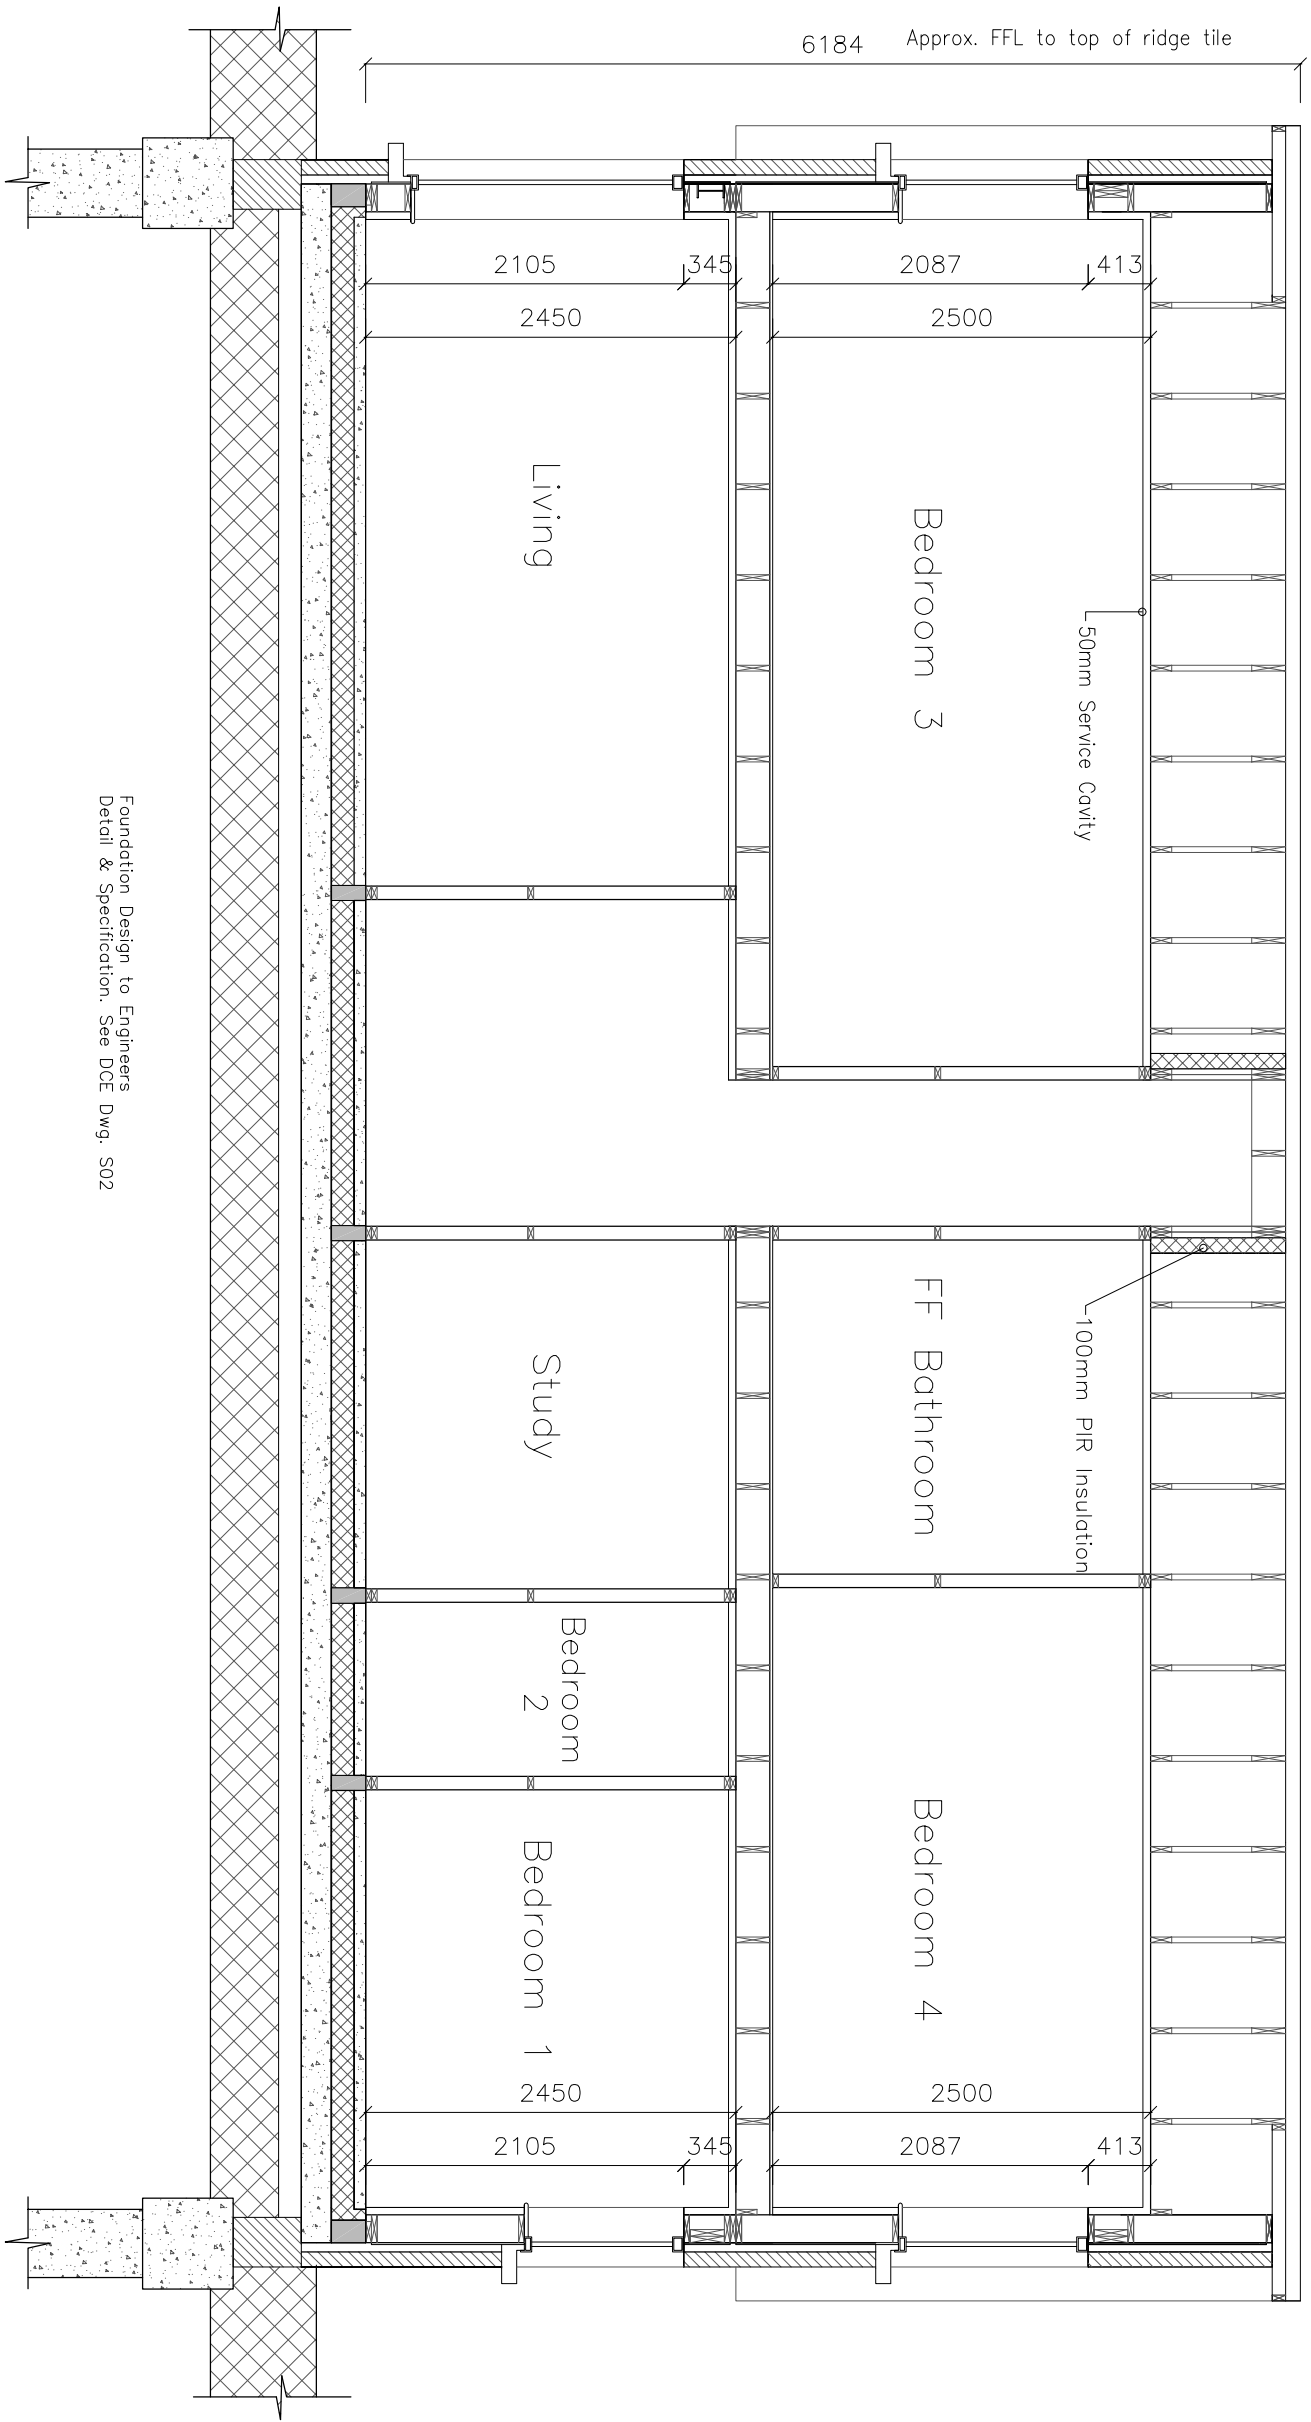 6184
Approx. FFL to top of ridge tile
2105
345
2087
413
2450
2500
Living
Bedroom 3
50mm Service Cavity
Foundation Design to Engineers
Detail & Specification. See DCE Dwg. S02
Study
FF Bathroom
100mm PIR Insulation
Bedroom
2
Bedroom 1
Bedroom 4
2450
2500
2105
345
2087
413